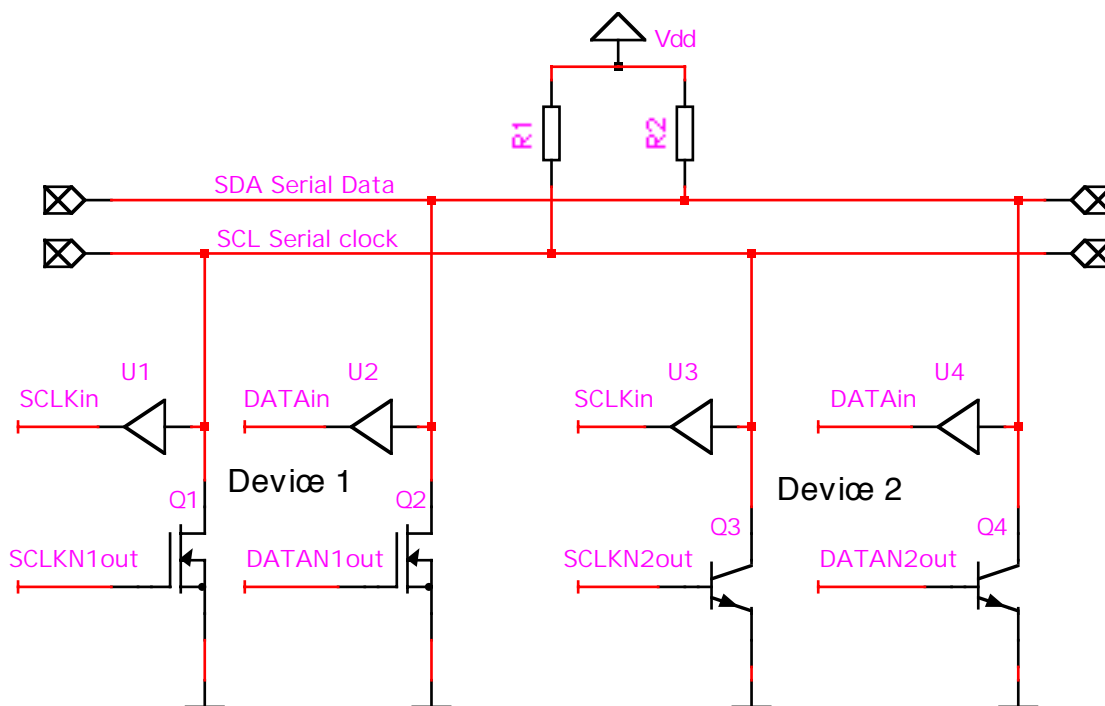 Vdd
R1
R2
SDA Serial Data
SCL Serial clock
U1
U2
U3
U4
SCLKin
DATAin
SCLKin
DATAin
Device 1
Device 2
Q1
Q2
Q3
Q4
SCLKN1out
DATAN1out
SCLKN2out
DATAN2out